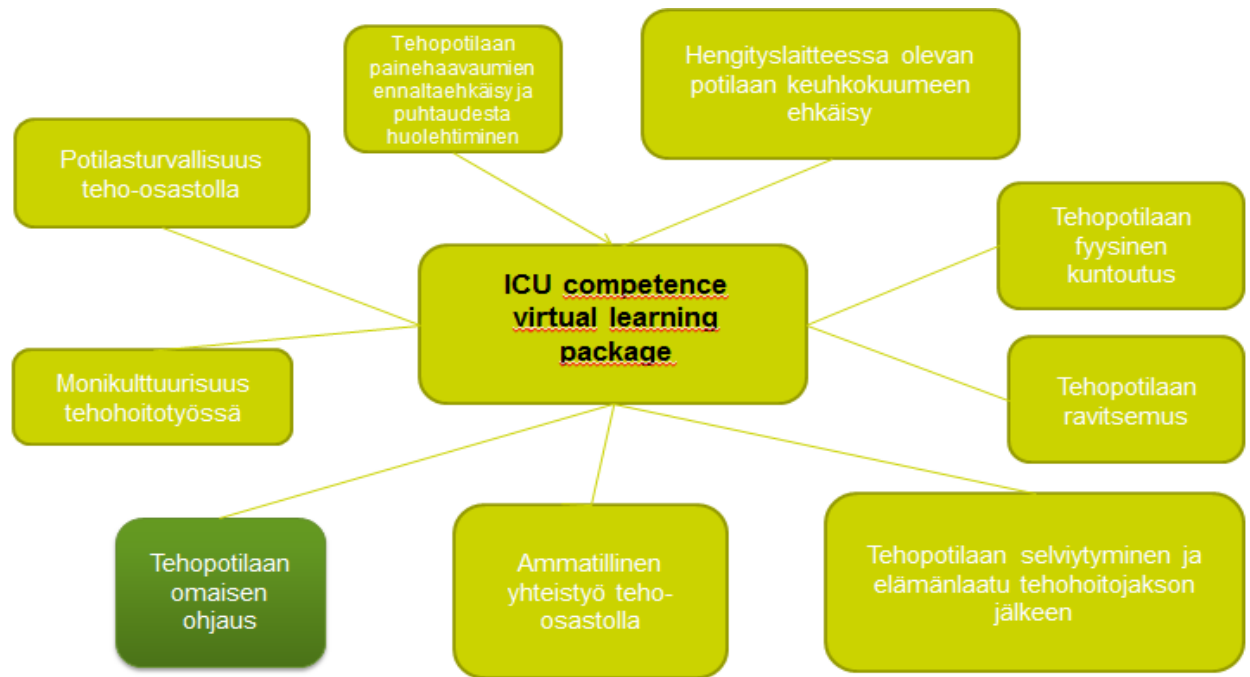 Tehopotilaan
painehaavaumien
ennaltaehkäisy ja
puhtaudesta
huolehtiminen
Hengityslaitteessa olevan
potilaan keuhkokuumeen
ehkäisy
Potilasturvallisuus
teho-osastolla
Tehopotilaan
fyysinen
kuntoutus
ICU competence
virtual learning
package
Monikulttuurisuus
tehohoitotyössä
Tehopotilaan
ravitsemus
Tehopotilaan
omaisen
ohjaus
Ammatillinen
yhteistyö teho-
osastolla
Tehopotilaan selviytyminen ja
elämänlaatu tehohoitojakson
jälkeen